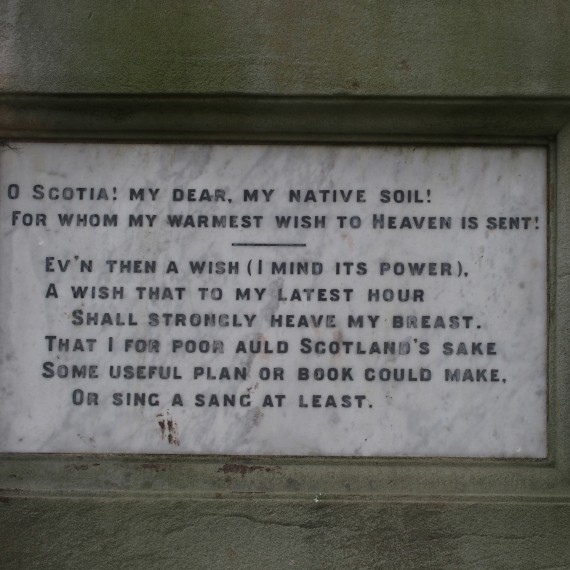 O SCOTIA! MY DEAR, MY NATIVE SOIL!
FOR WHOM MY WARMEST WISH TO HEAVEN IS SENT!
EV'N THEN A WISH (I MIND ITS POWER),
A WISH THAT TO MY LATEST HOUR
SHALL STRONGLY HEAVE MY BREAST.
THAT I FOR POOR AULD SCOTLAND'S SAKE
SOME USEFUL PLAN OR BOOK COULD MAKE,
OR SING A SANG AT LEAST.